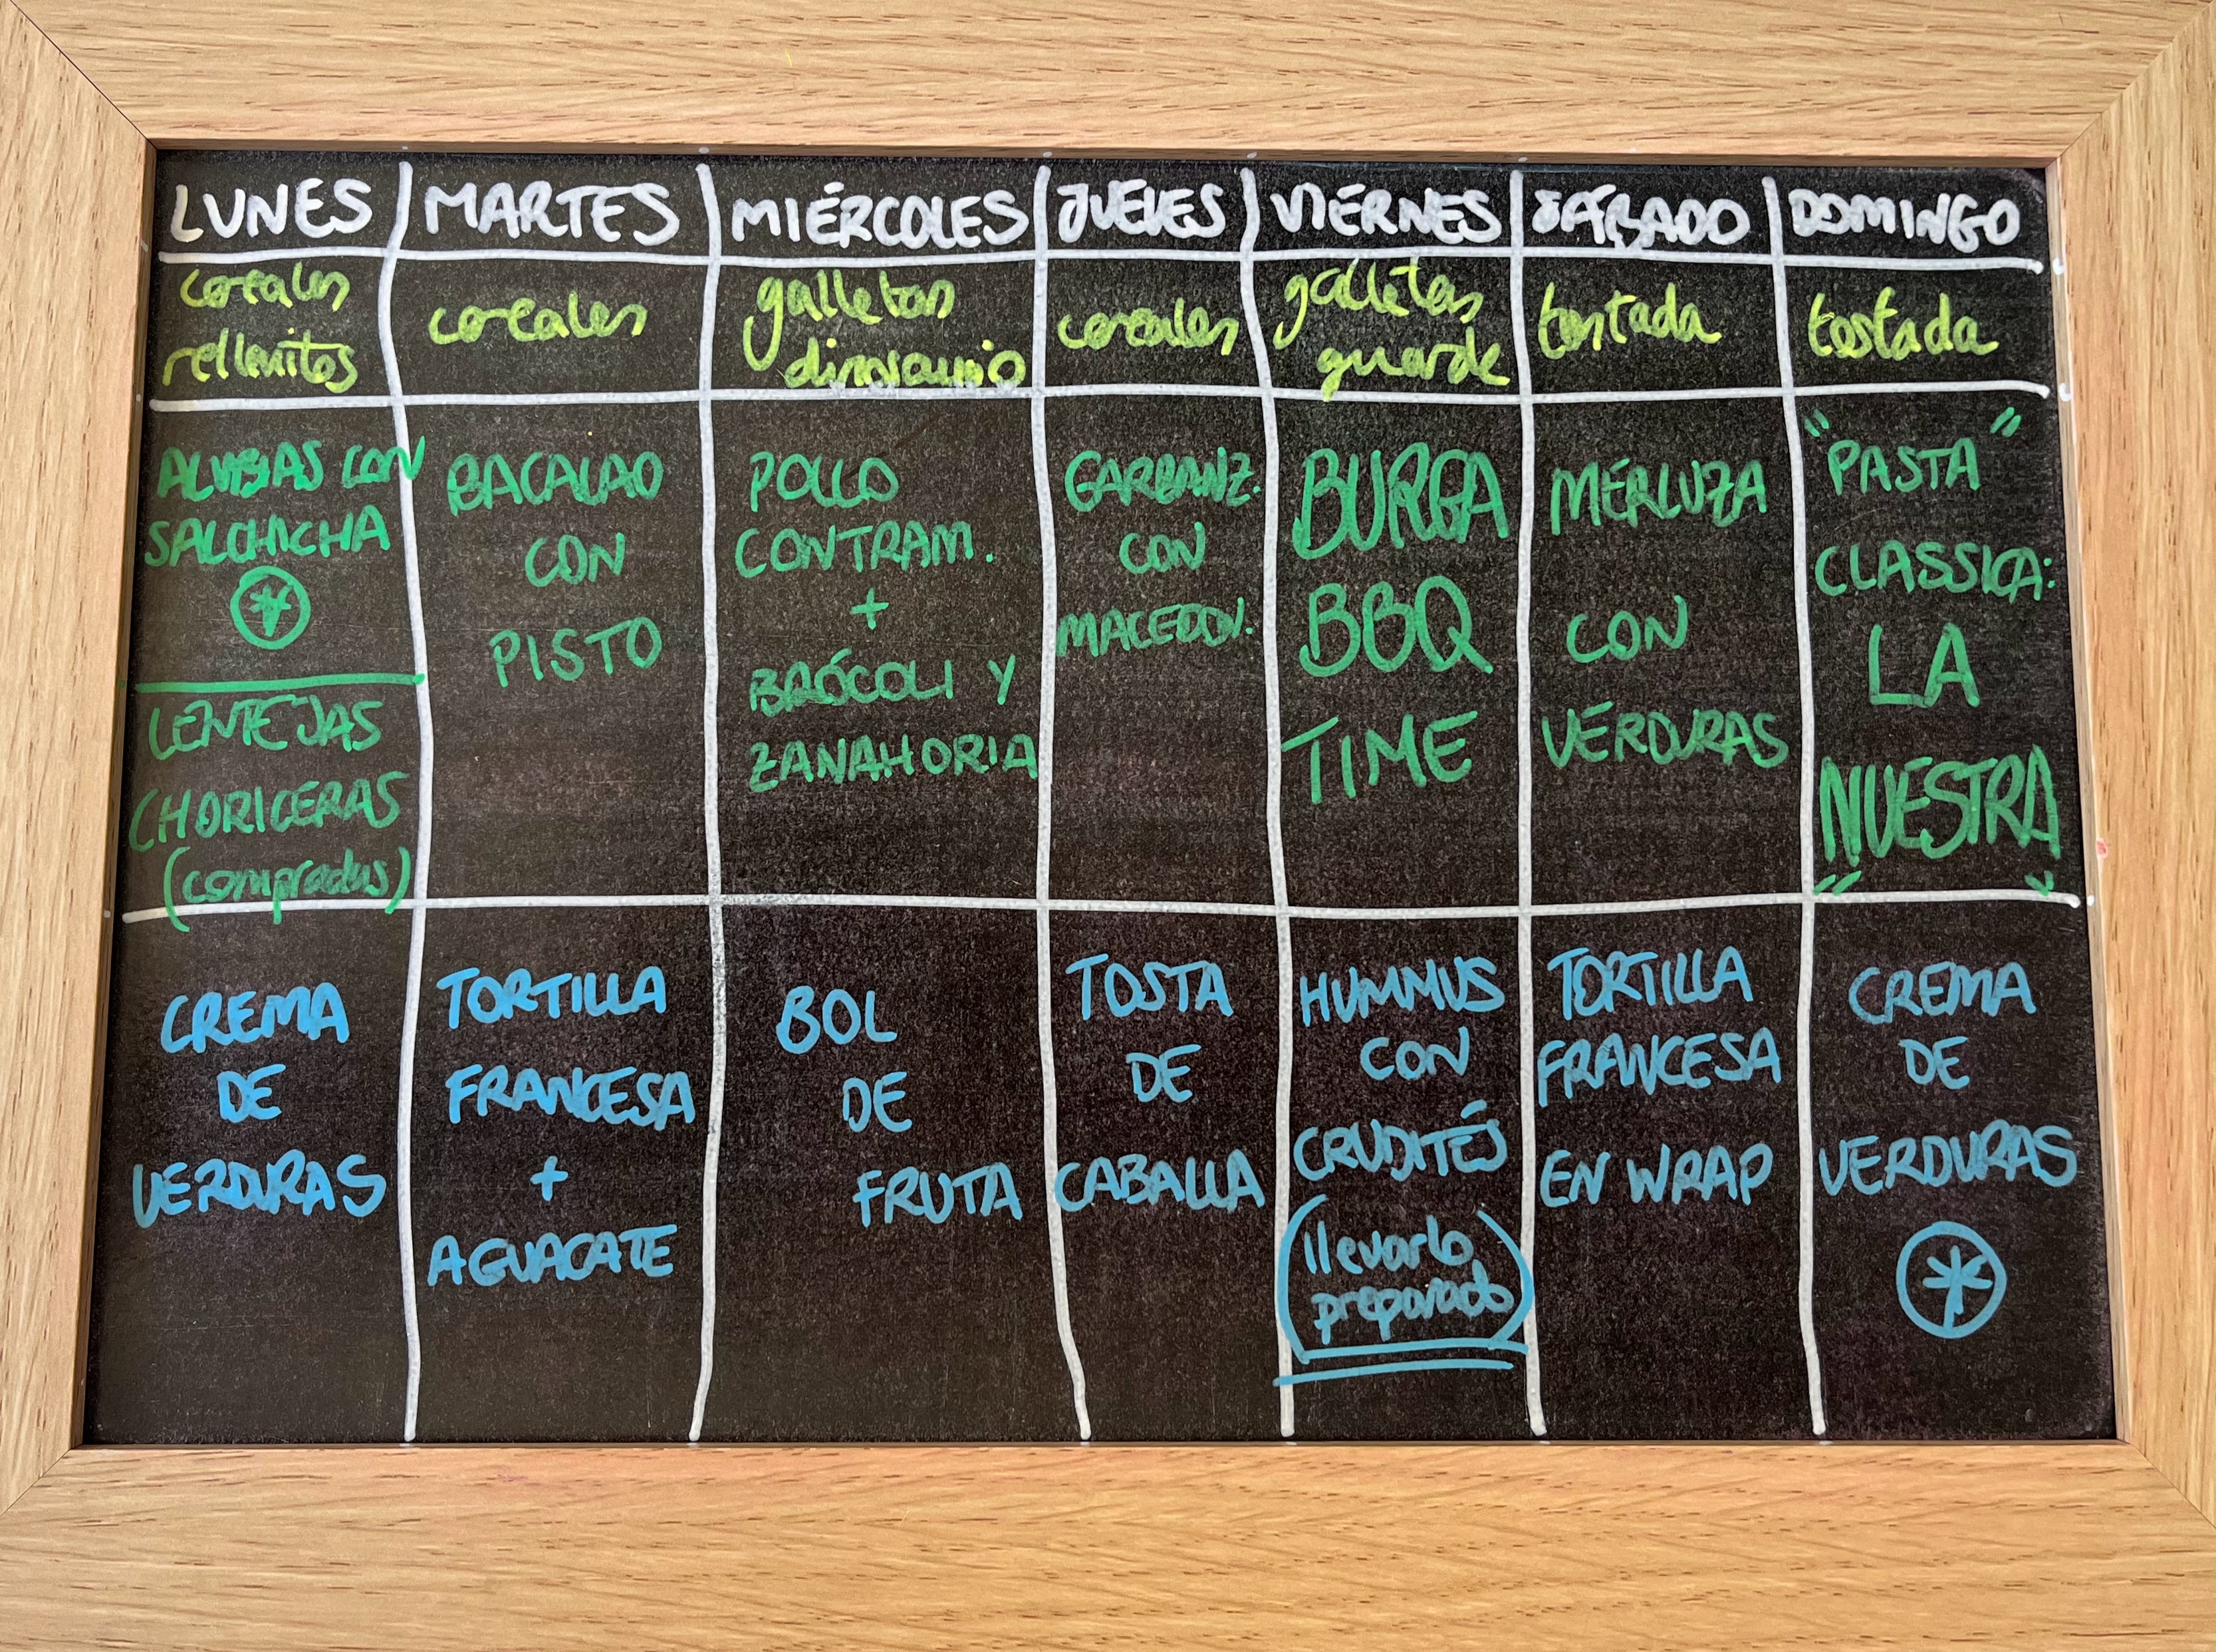 LUNES
MARTES
MIÉRCOLES
JUEVES
VIERNES
SÁBADO
DOMINGO
cereales
rellenitos
cereales
galletas
dinosaurio
cereales
galletas
guarde
tostada
tostada
ALUBIAS CON
SALCHICHA
*
LENTEJAS
CHORICERAS
(compradas)
BACALAO
CON
PISTO
POLLO
CONTRAM.
+
BRÓCOLI Y
ZANAHORIA
GARBANZ.
CON
MACEDON.
BURGA
BBQ
TIME
MERLUZA
CON
VERDURAS
"PASTA"
CLASSICA:
LA
NUESTRA
" "
CREMA
DE
VERDURAS
TORTILLA
FRANCESA
+
AGUACATE
BOL
DE
FRUTA
TOSTA
DE
CABALLA
HUMMUS
CON
CRUDITÉS
(llevarlo
preparado)
TORTILLA
FRANCESA
EN WRAP
CREMA
DE
VERDURAS
*